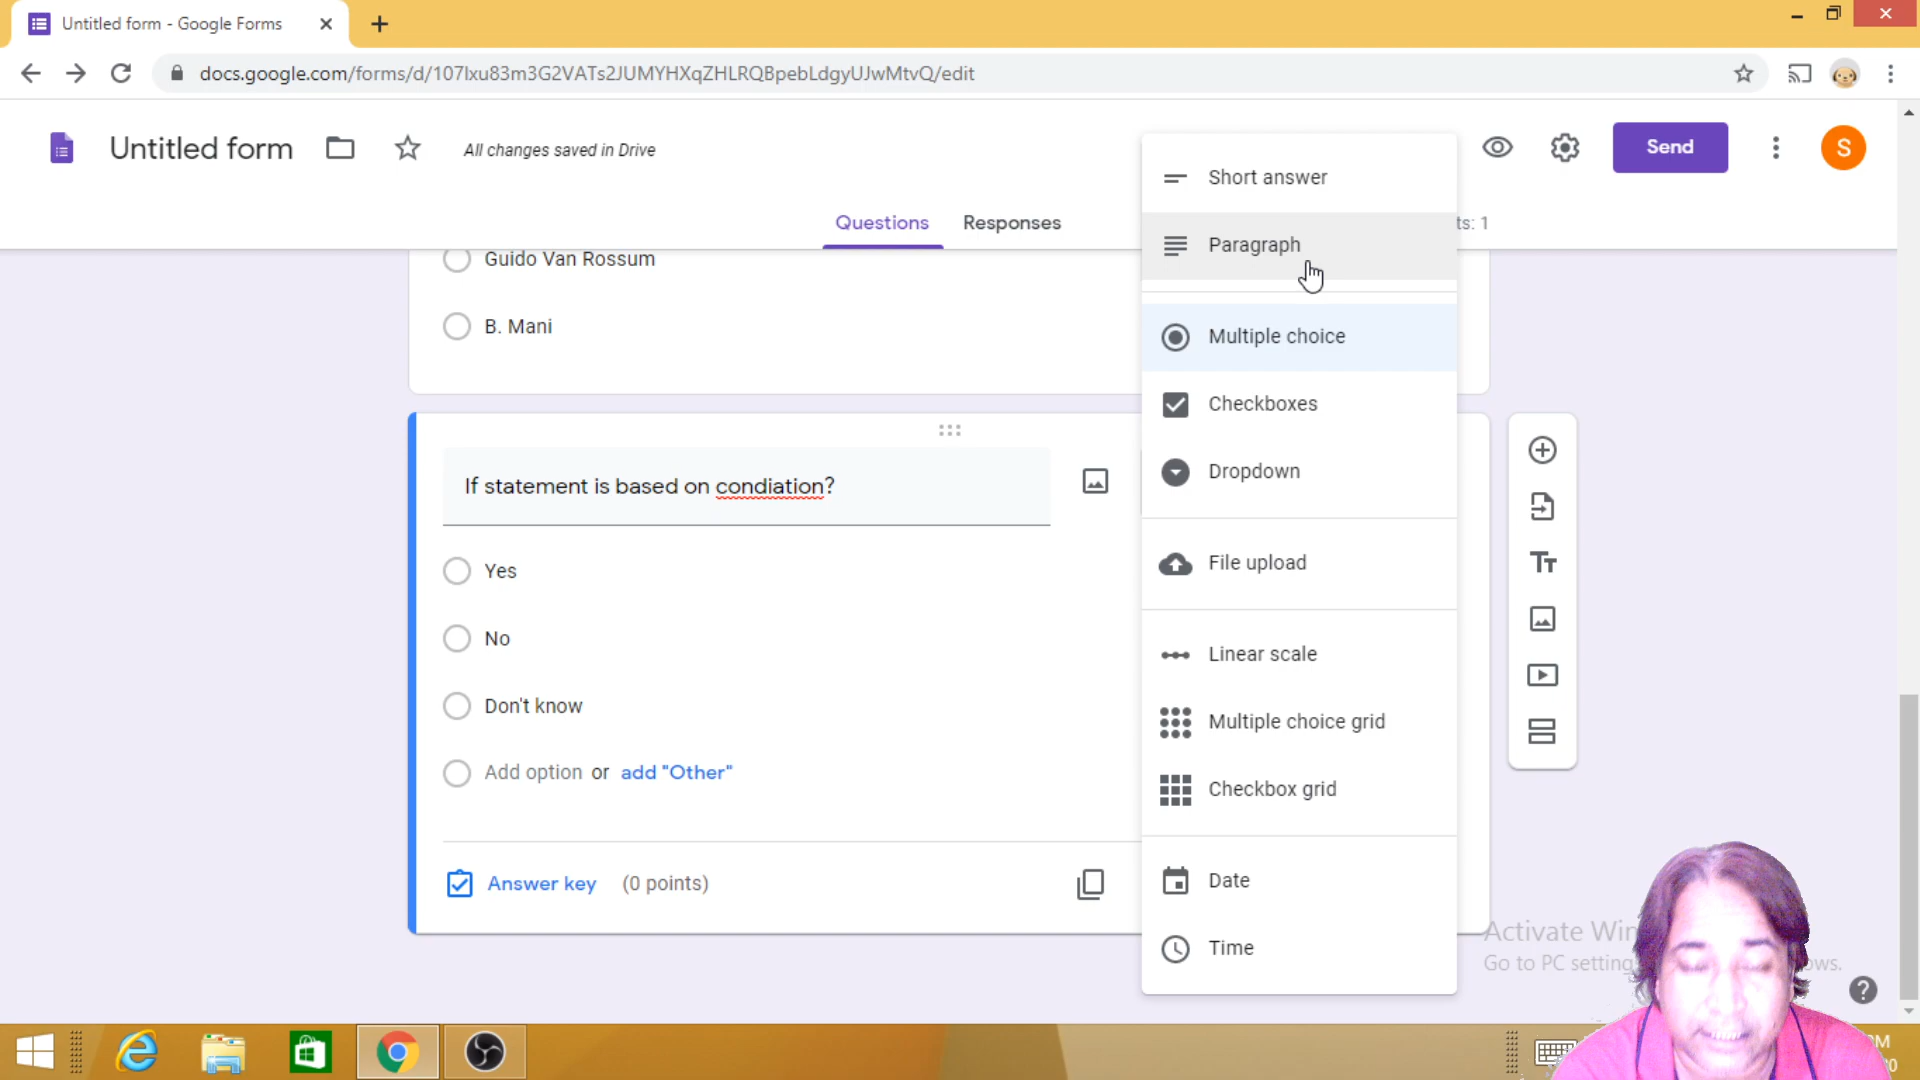 Untitled form - Google Forms
docs.google.com/forms/d/107lxu83m3G2VATs2JUMYHXqZHLRQBpebLdgyUJwMtvQ/edit
Untitled form
All changes saved in Drive
Send
S
Questions
Responses
ts: 1
Guido Van Rossum
B. Mani
If statement is based on condiation?
Yes
No
Don't know
Add option or add "Other"
Answer key (0 points)
Short answer
Paragraph
Multiple choice
Checkboxes
Dropdown
File upload
Linear scale
Multiple choice grid
Checkbox grid
Date
Time
Tт
Activate Win
Go to PC settings
ows.
?